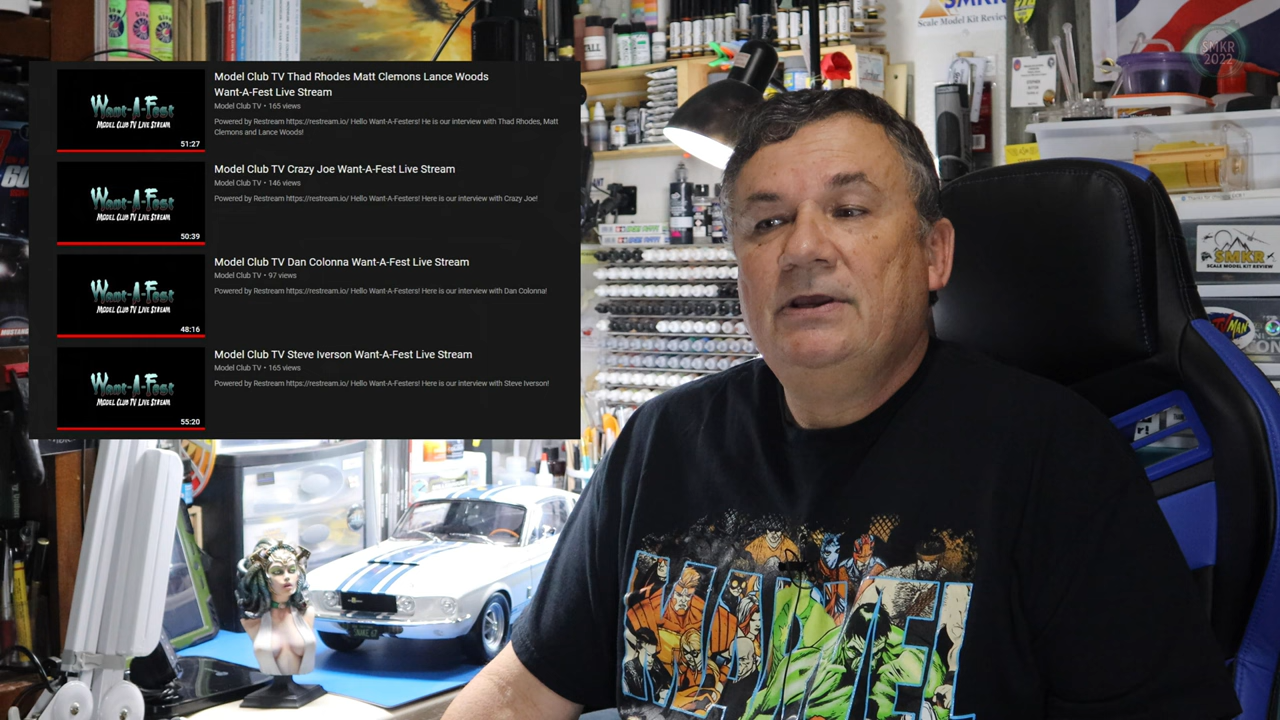 Model Club TV Thad Rhodes Matt Clemons Lance Woods
Want-A-Fest Live Stream
Model Club TV • 165 views
Powered by Restream https://restream.io/ Hello Want-A-Festers! He is our interview with Thad Rhodes, Matt
Clemons and Lance Woods!
Want-A-Fest
Model Club TV Live Stream
51:27
Model Club TV Crazy Joe Want-A-Fest Live Stream
Model Club TV • 146 views
Powered by Restream https://restream.io/ Hello Want-A-Festers! Here is our interview with Crazy Joe!
Want-A-Fest
Model Club TV Live Stream
50:39
Model Club TV Dan Colonna Want-A-Fest Live Stream
Model Club TV • 97 views
Powered by Restream https://restream.io/ Hello Want-A-Festers! Here is our interview with Dan Colonna!
Want-A-Fest
Model Club TV Live Stream
48:16
Model Club TV Steve Iverson Want-A-Fest Live Stream
Model Club TV • 165 views
Powered by Restream https://restream.io/ Hello Want-A-Festers! Here is our interview with Steve Iverson!
Want-A-Fest
Model Club TV Live Stream
55:20
SMKR
Scale Model Kit Review
SMKR
2022
SMKR
SCALE MODEL KIT REVIEW
MARVEL